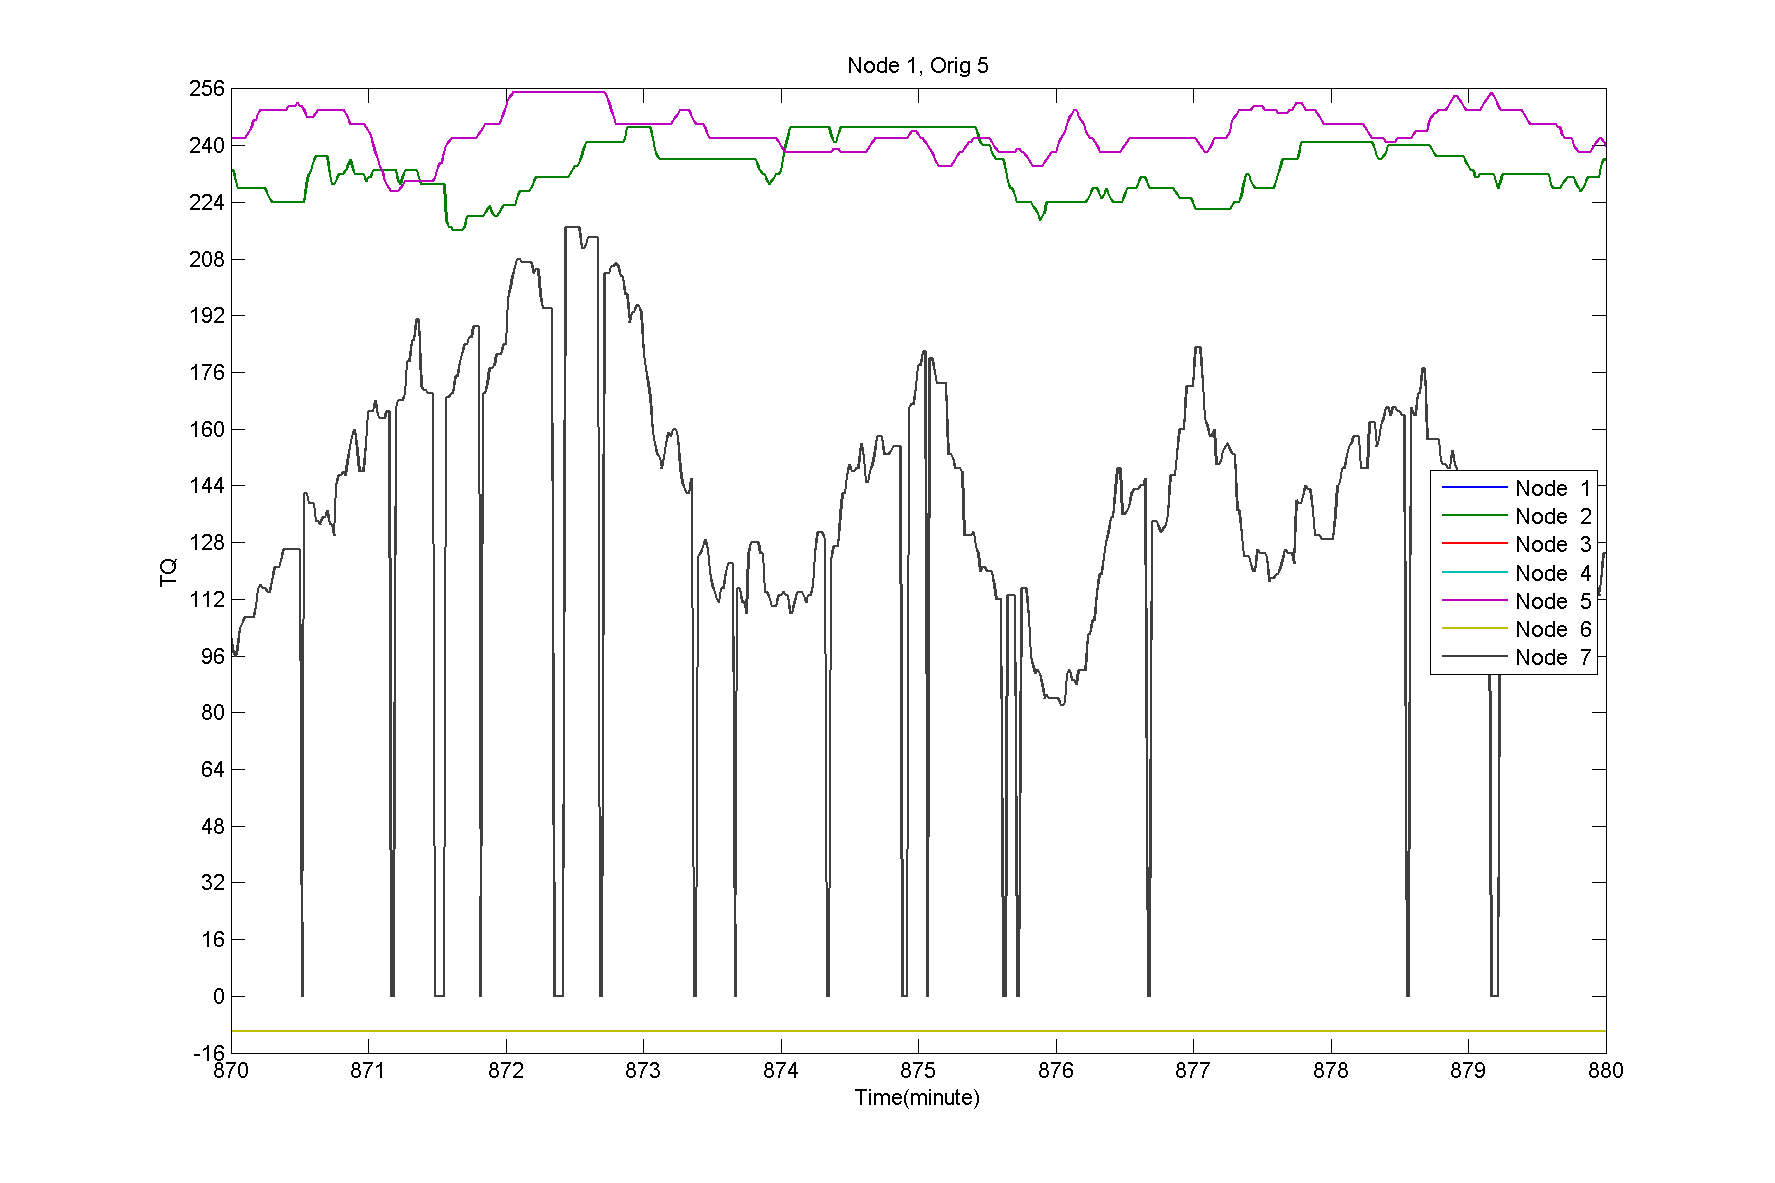 Node 1, Orig 5
256
240
224
208
192
176
160
144
128
112
96
80
64
48
32
16
0
-16
TQ
Node 1
Node 2
Node 3
Node 4
Node 5
Node 6
Node 7
870 871 872 873 874 875 876 877 878 879 880
Time(minute)